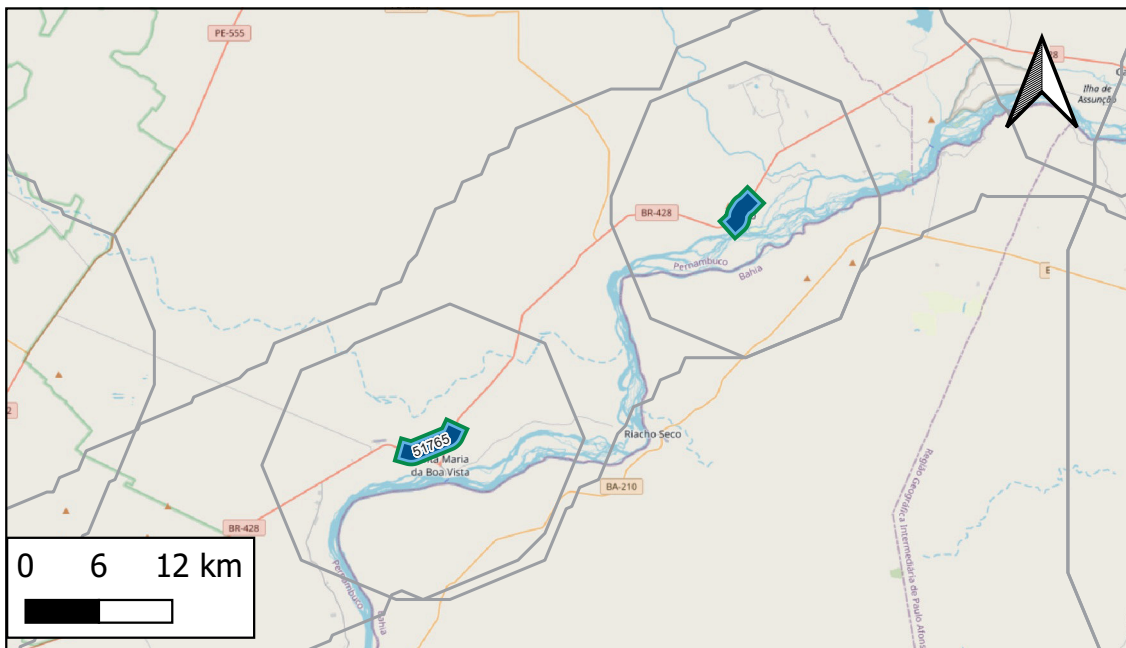 PE-555
Ilha de
Assunção
BR-428
Pernambuco
Bahia
51765
Maria
da Boa Vista
Riacho Seco
BA-210
BR-428
Pernambuco
Bahia
Região Geográfica Intermediária de Paulo Afons
0 6 12 km